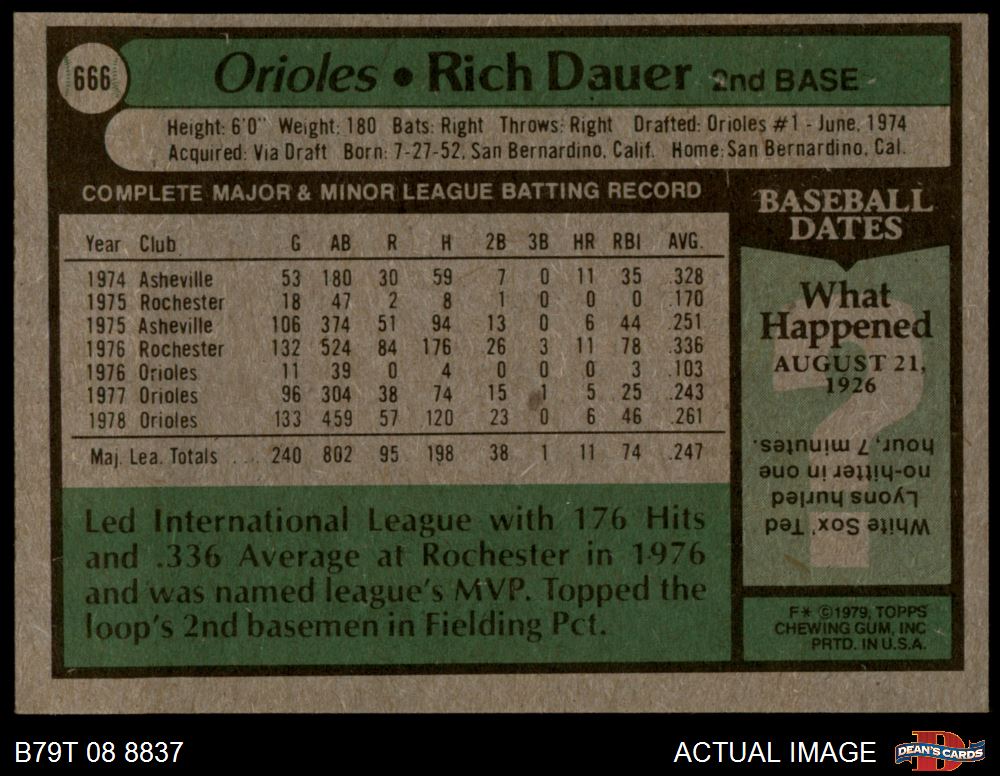 666
Orioles • Rich Dauer 2nd BASE
Height: 6'0" Weight: 180 Bats: Right Throws: Right Drafted: Orioles #1 - June, 1974
Acquired: Via Draft Born: 7-27-52, San Bernardino, Calif. Home: San Bernardino, Cal.
COMPLETE MAJOR & MINOR LEAGUE BATTING RECORD
Year Club G AB R H 2B 3B HR RBI AVG.
1974 Asheville 53 180 30 59 7 0 11 35 .328
1975 Rochester 18 47 2 8 1 0 0 0 .170
1975 Asheville 106 374 51 94 13 0 6 44 .251
1976 Rochester 132 524 84 176 26 3 11 78 .336
1976 Orioles 11 39 0 4 0 0 0 3 .103
1977 Orioles 96 304 38 74 15 1 5 25 .243
1978 Orioles 133 459 57 120 23 0 6 46 .261
Maj. Lea. Totals .... 240 802 95 198 38 1 11 74 .247
Led International League with 176 Hits
and .336 Average at Rochester in 1976
and was named league's MVP. Topped the
loop's 2nd basemen in Fielding Pct.
BASEBALL
DATES
What
Happened
AUGUST 21,
1926
?
White Sox' Ted
Lyons hurled
no-hitter in one
hour, 7 minutes.
F* ©1979, TOPPS
CHEWING GUM, INC
PRTD. IN U.S.A.
B79T 08 8837
ACTUAL IMAGE
D
DEAN'S CARDS